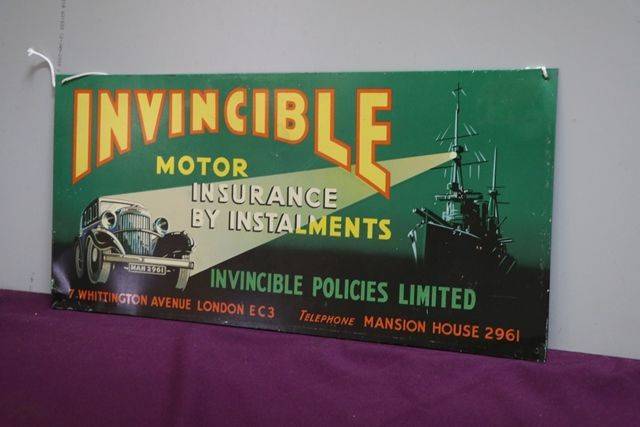 INVINCIBLE
MOTOR
INSURANCE
BY INSTALMENTS
MAN 2961
INVINCIBLE POLICIES LIMITED
7 WHITTINGTON AVENUE LONDON EC3 TELEPHONE MANSION HOUSE 2961